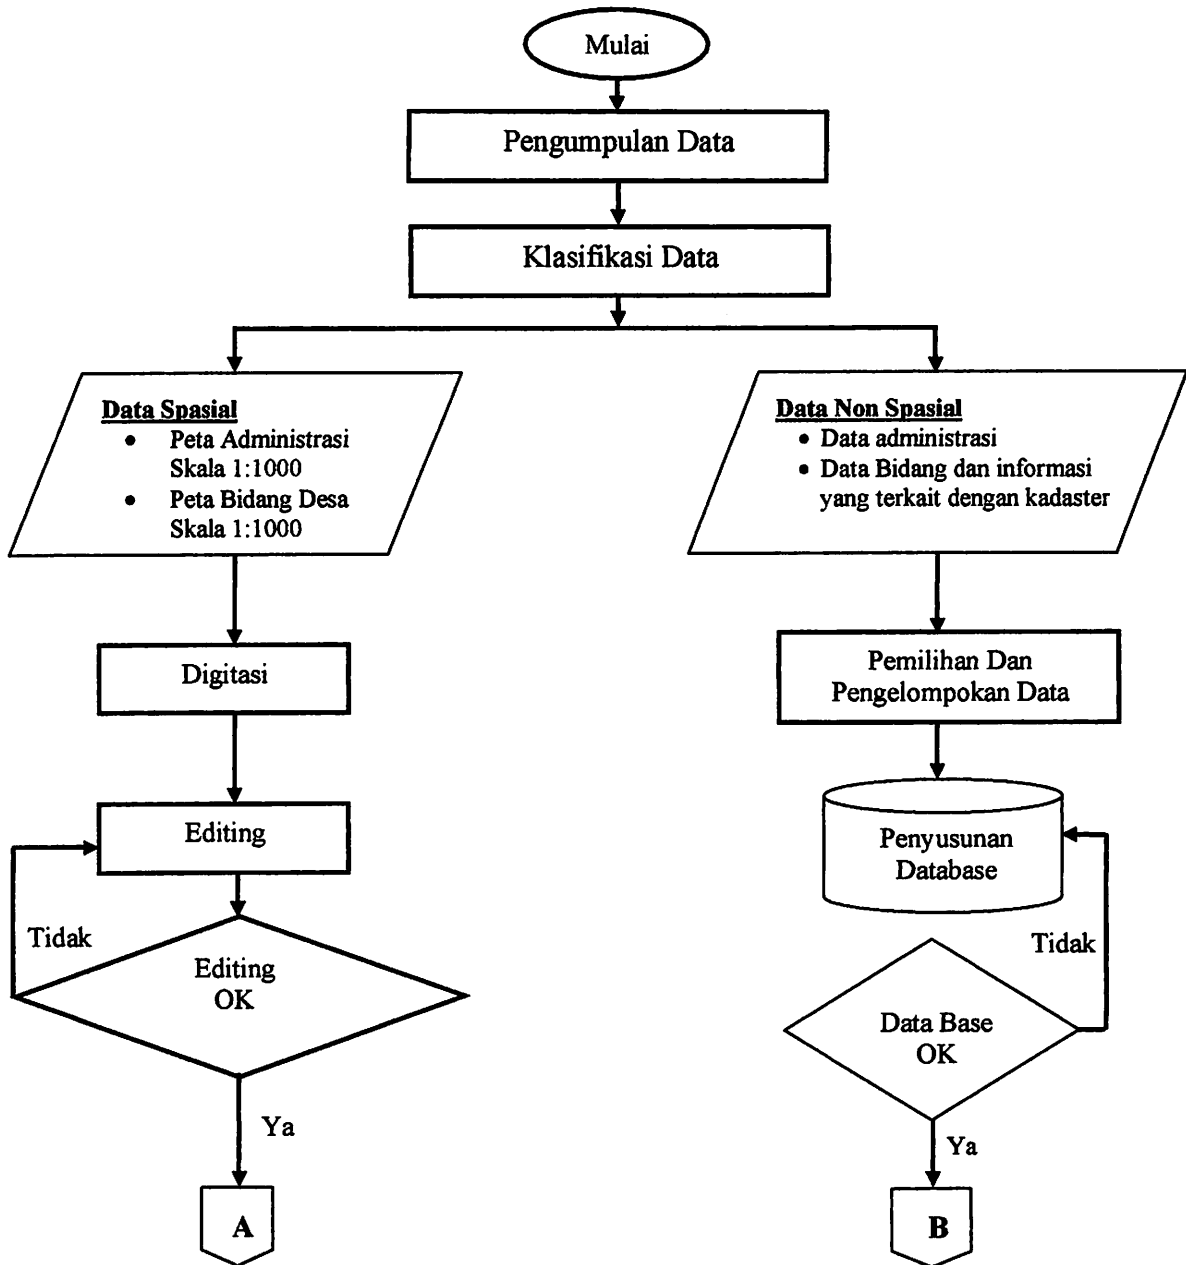 Mulai
Pengumpulan Data
Klasifikasi Data
Data Spasial
• Peta Administrasi
Skala 1:1000
• Peta Bidang Desa
Skala 1:1000
Digitasi
Editing
Tidak
Editing
OK
Ya
A
Data Non Spasial
• Data administrasi
• Data Bidang dan informasi
yang terkait dengan kadaster
Pemilihan Dan
Pengelompokan Data
Penyusunan
Database
Tidak
Data Base
OK
Ya
B